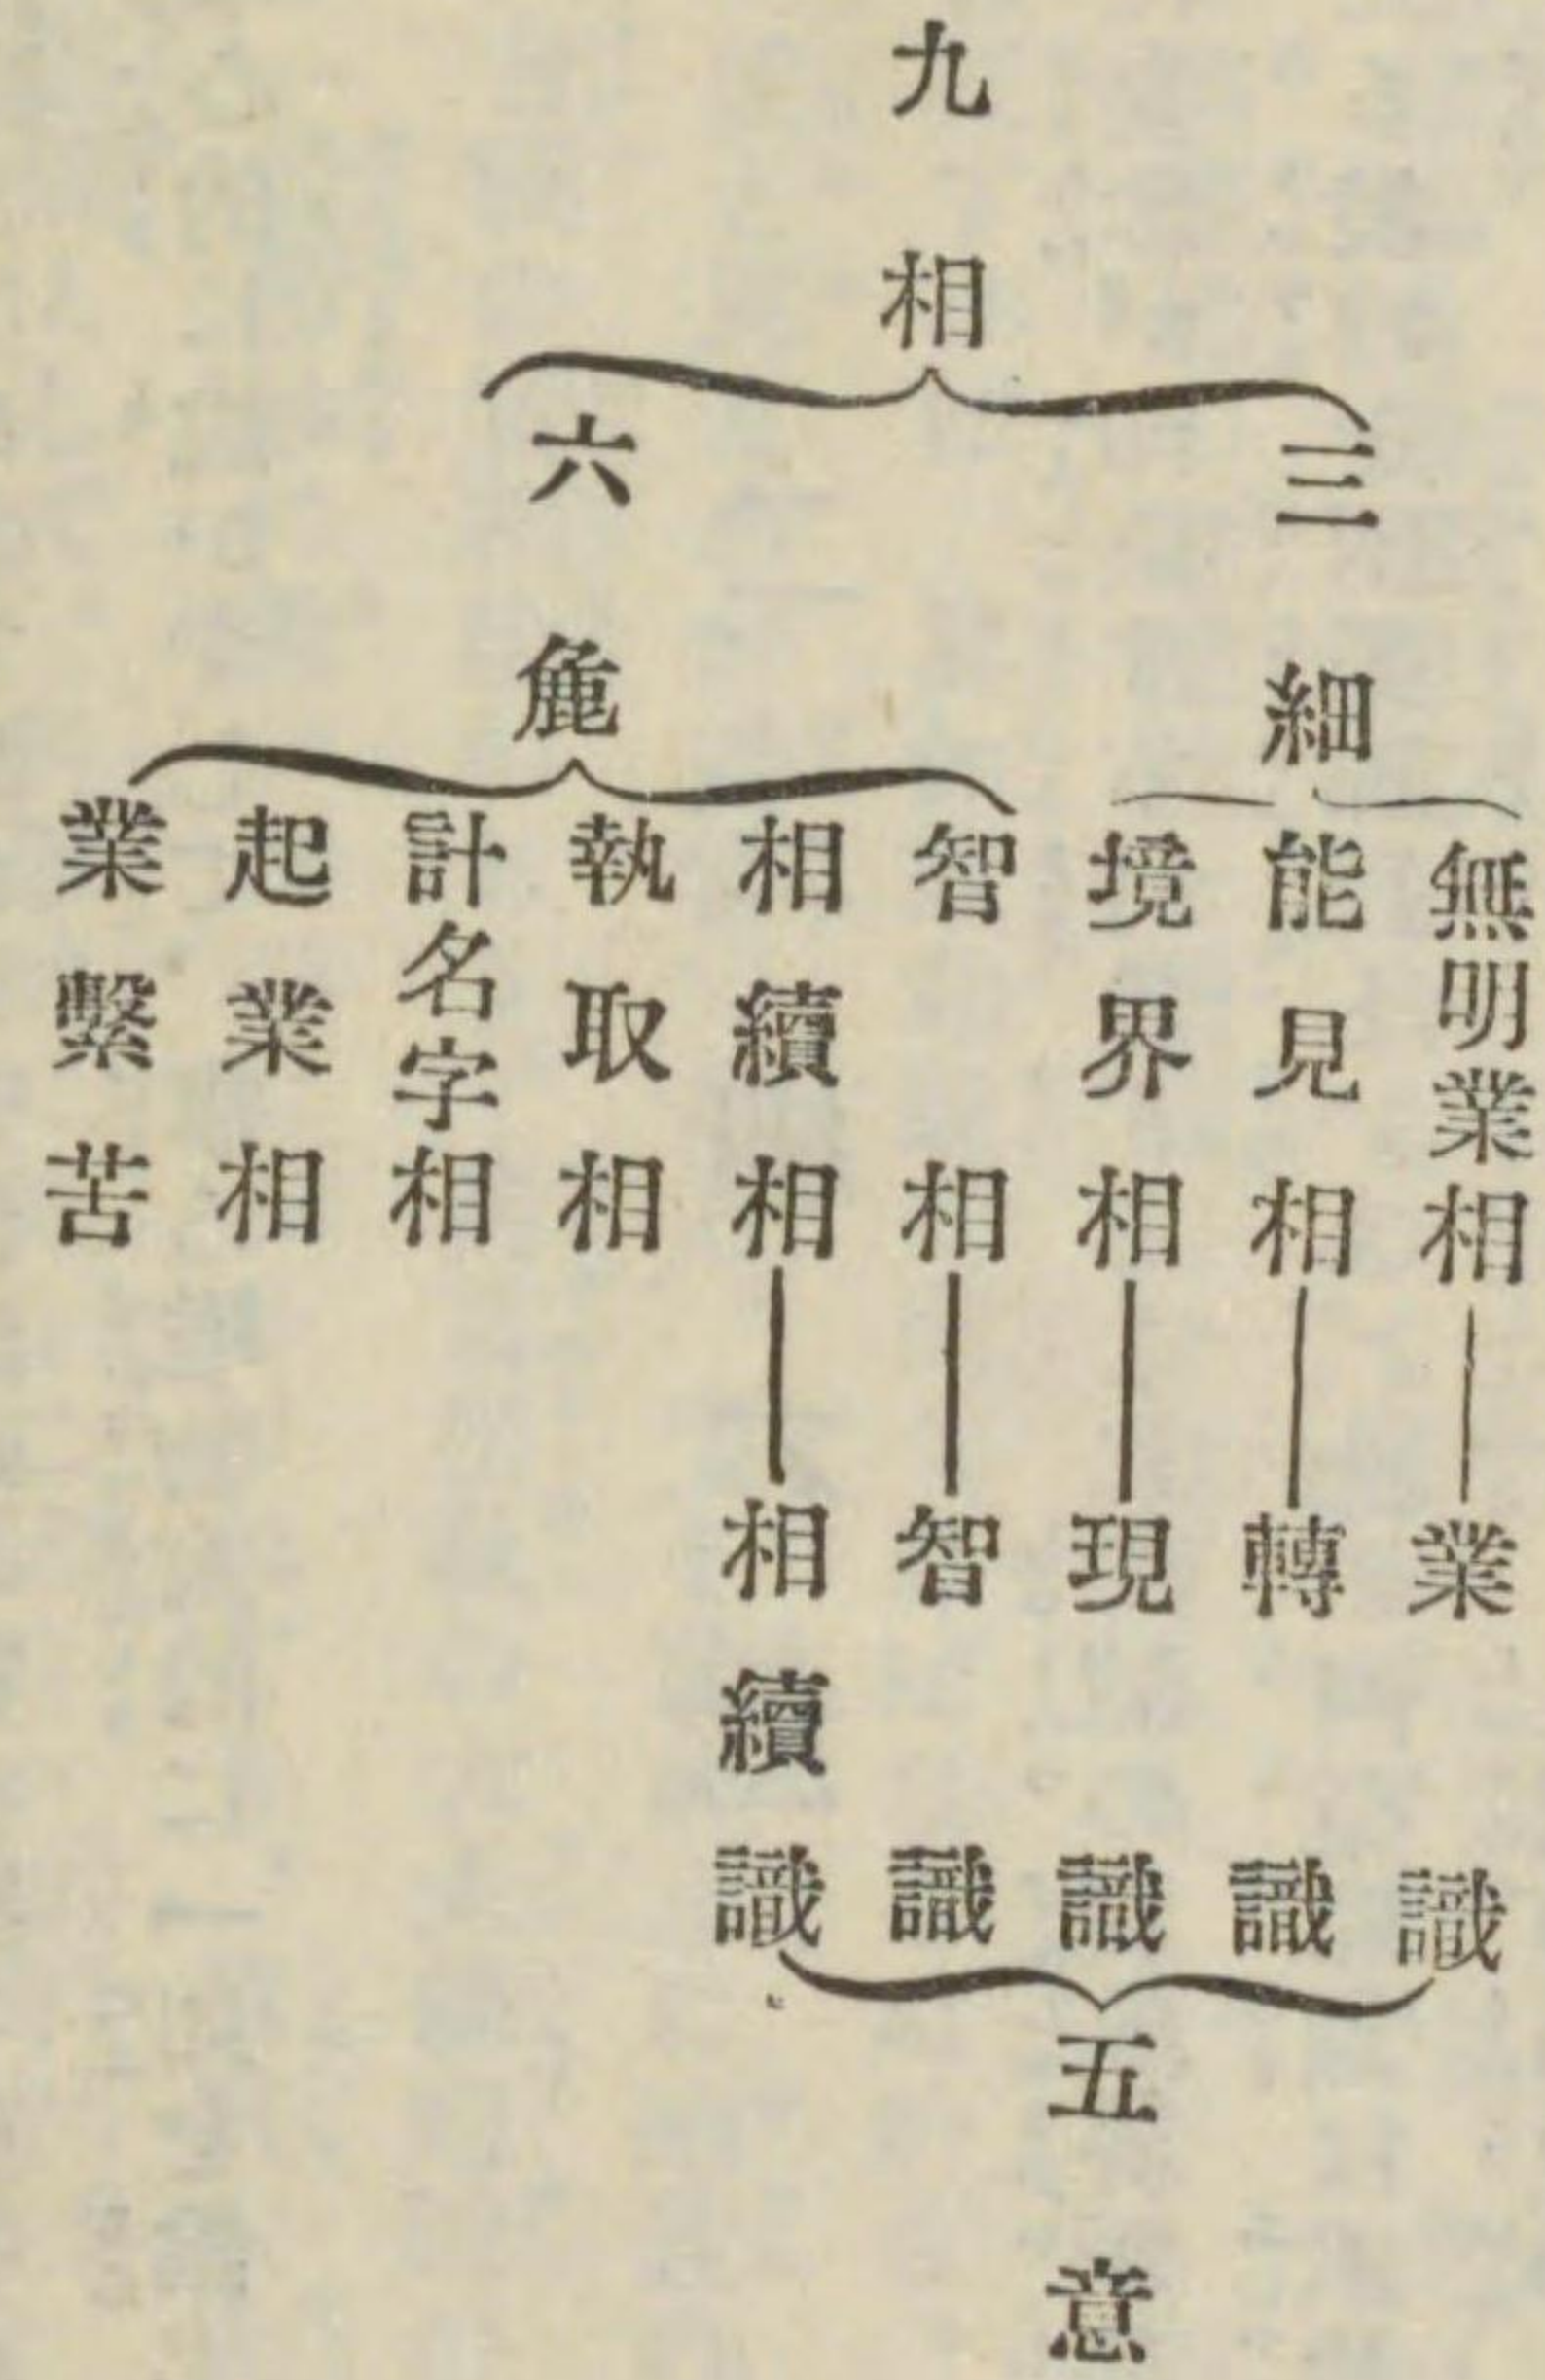 九相
三細
無明業相
能見相
境界相
六麁
智相
相續相
執取相
計名字相
起業相
業繫苦
業識
轉識
現識
智識
相續識
五意